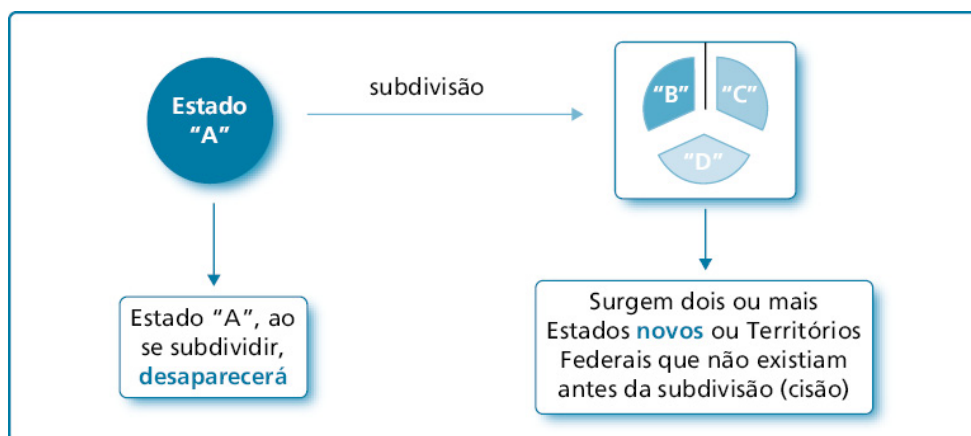 Estado
"A"
subdivisão
"B"
"C"
"D"
Estado "A", ao
se subdividir,
desaparecerá
Surgem dois ou mais
Estados novos ou Territórios
Federais que não existiam
antes da subdivisão (cisão)